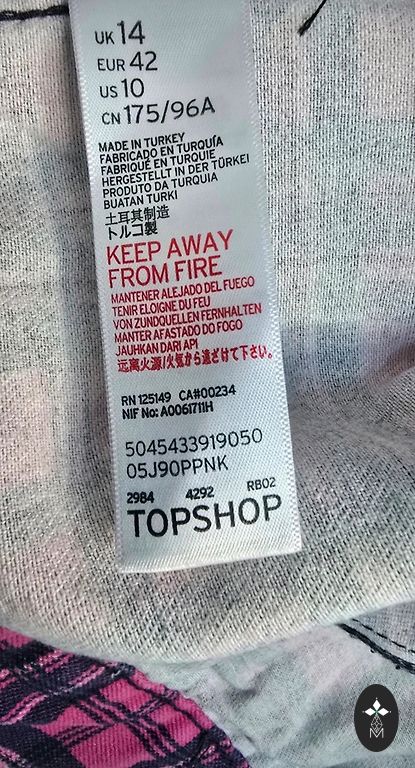 UK 14
EUR 42
US 10
CN 175/96A
MADE IN TURKEY
FABRICADO EN TURQUÍA
FABRIQUÉ EN TURQUIE
HERGESTELLT IN DER TÜRKEI
PRODUTO DA TURQUIA
BUATAN TURKI
土耳其制造
トルコ製
KEEP AWAY
FROM FIRE
MANTENER ALEJADO DEL FUEGO
TENIR ELOIGNE DU FEU
VON ZUNDQUELLEN FERNHALTEN
MANTER AFASTADO DO FOGO
JAUHKAN DARI API
远离火源/火気から遠ざけて下さい。
RN 125149 CA#00234
NIF No: A0061711H
5045433919050
05J90PPNK
2984 4292 RB02
TOPSHOP
M